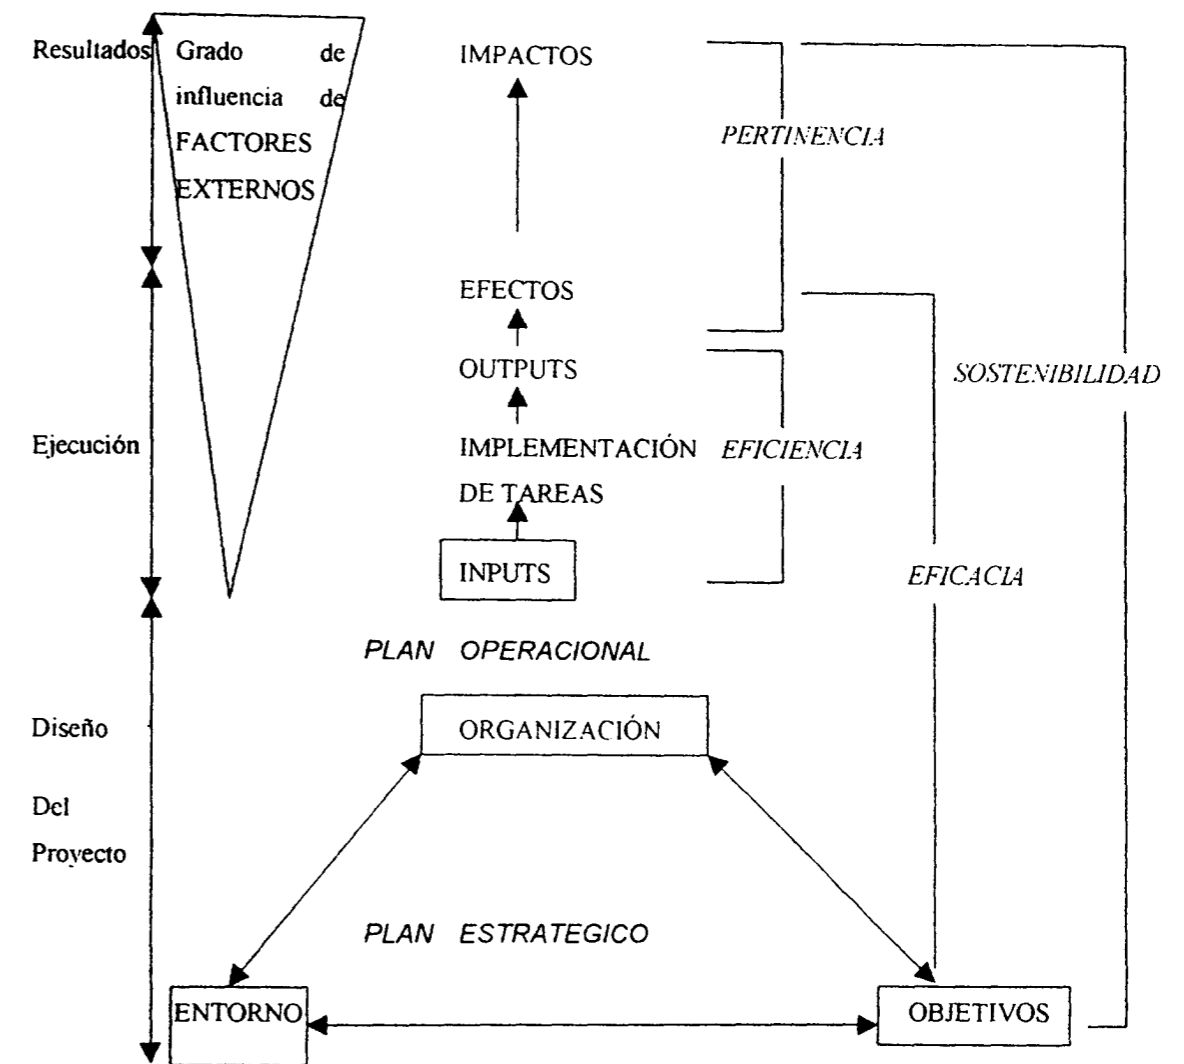 Resultados
Grado de
influencia de
FACTORES
EXTERNOS
IMPACTOS
PERTINENCIA
EFECTOS
OUTPUTS
SOSTENIBILIDAD
Ejecución
IMPLEMENTACIÓN
DE TAREAS
EFICIENCIA
INPUTS
EFICACIA
PLAN OPERACIONAL
Diseño
Del
Proyecto
ORGANIZACIÓN
PLAN ESTRATEGICO
ENTORNO
OBJETIVOS